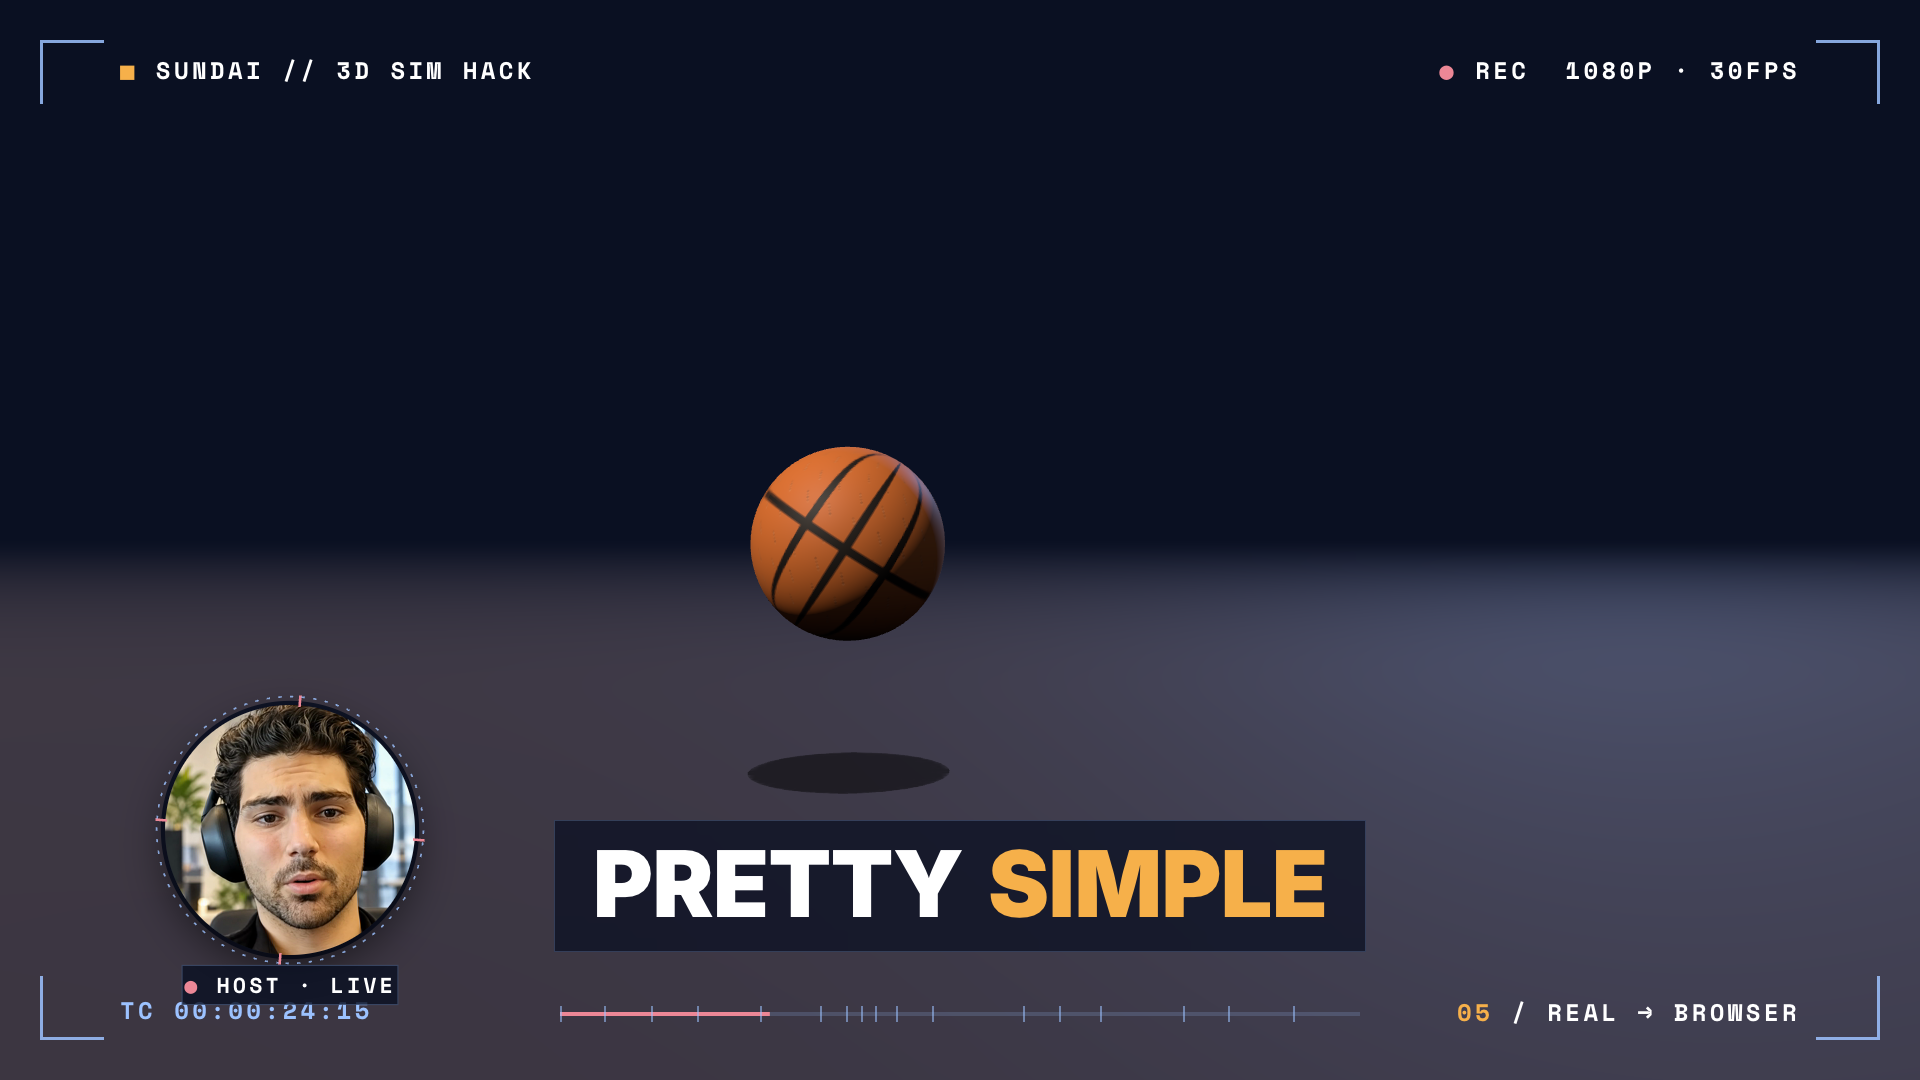 ■ SUNDAI // 3D SIM HACK
● REC 1080P · 30FPS
PRETTY SIMPLE
● HOST · LIVE
TC 00:00:24:15
05 / REAL → BROWSER